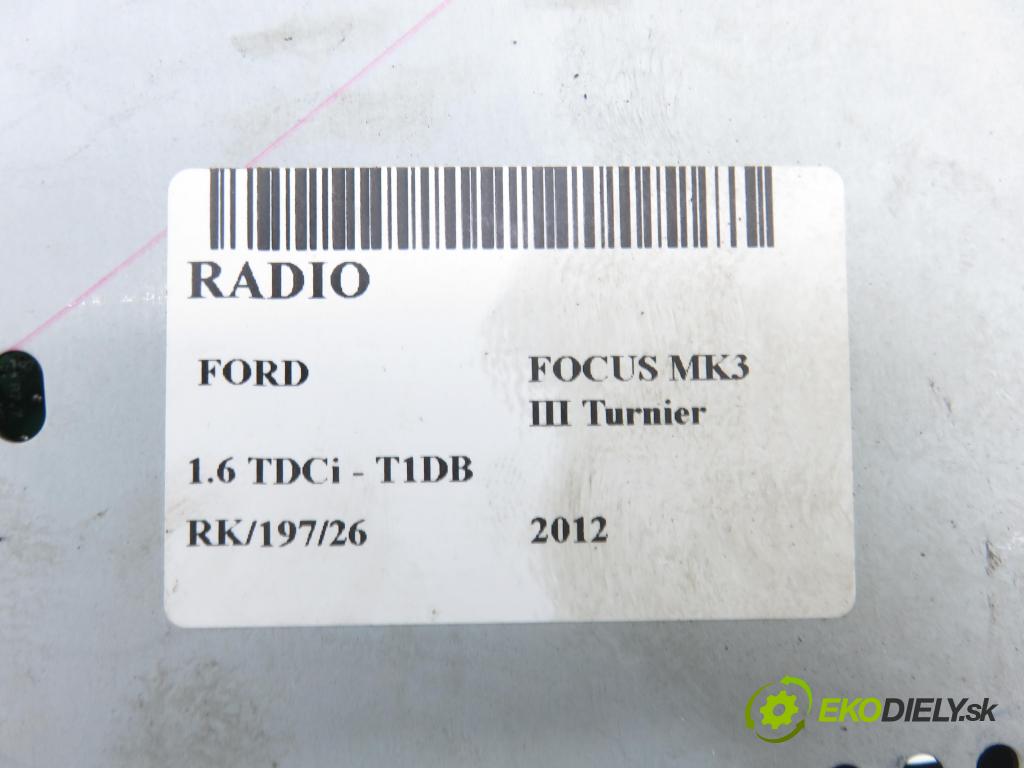 RADIO
FORD
FOCUS MK3
III Turnier
1.6 TDCi - T1DB
RK/197/26
2012
EKODIELY.sk